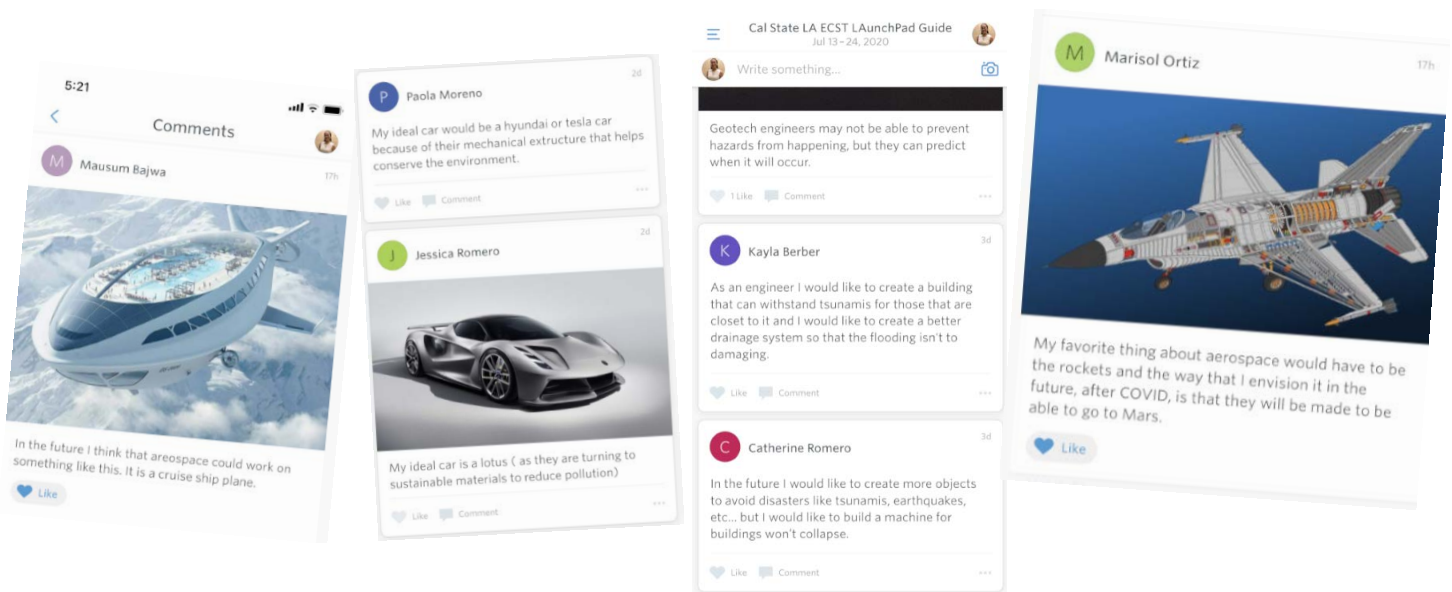 5:21
Comments
M
Mausum Bajwa
17h
In the future I think that areospace could work on
something like this. It is a cruise ship plane.
Like
P
Paola Moreno
2d
My ideal car would be a hyundai or tesla car
because of their mechanical extructure that helps
conserve the environment.
Like
Comment
J
Jessica Romero
2d
My ideal car is a lotus ( as they are turning to
sustainable materials to reduce pollution)
Like
Comment
Cal State LA ECST LAunchPad Guide
Jul 13–24, 2020
Write something...
Geotech engineers may not be able to prevent
hazards from happening, but they can predict
when it will occur.
1 Like
Comment
K
Kayla Berber
3d
As an engineer I would like to create a building
that can withstand tsunamis for those that are
closet to it and I would like to create a better
drainage system so that the flooding isn't to
damaging.
Like
Comment
C
Catherine Romero
3d
In the future I would like to create more objects
to avoid disasters like tsunamis, earthquakes,
etc... but I would like to build a machine for
buildings won't collapse.
Like
Comment
M
Marisol Ortiz
17h
My favorite thing about aerospace would have to be
the rockets and the way that I envision it in the
future, after COVID, is that they will be made to be
able to go to Mars.
Like